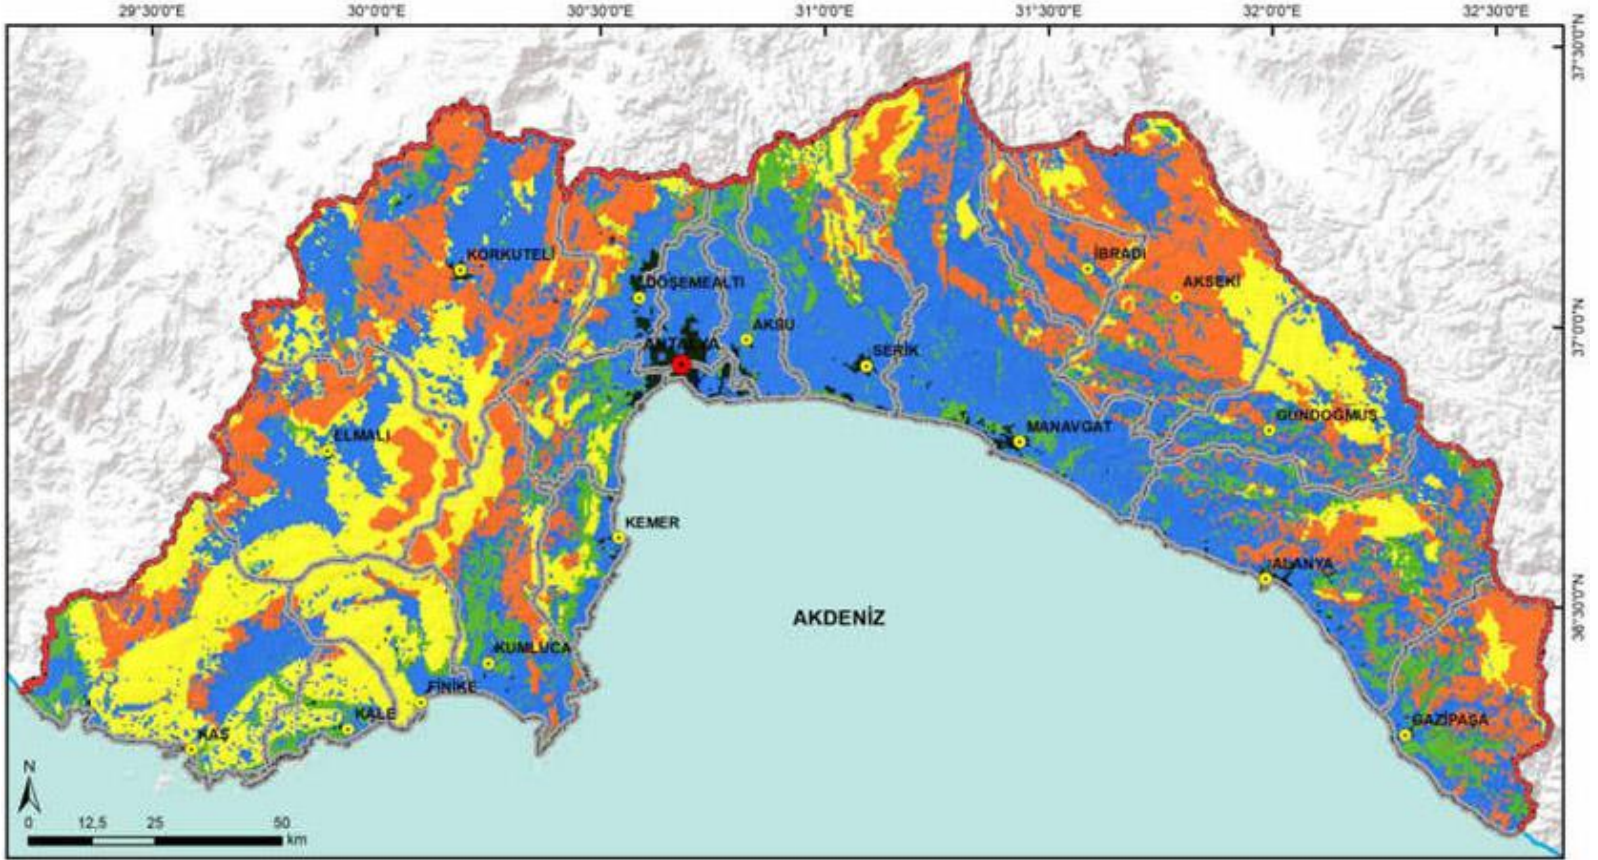 29°30'0"E 30°0'0"E 30°30'0"E 31°0'0"E 31°30'0"E 32°0'0"E 32°30'0"E
37°30'0"N
KORKUTELİ
İBRADI
DÖŞEMEALTI
AKSEKİ
37°0'0"N
AKSU
ANTALYA
SERİK
GÜNDOĞMUŞ
MANAVGAT
ELMALI
KEMER
ALANYA
36°30'0"N
AKDENİZ
KUMLUCA
FİNİKE
KALE
GAZİPAŞA
KAŞ
N
0 12,5 25 50
km